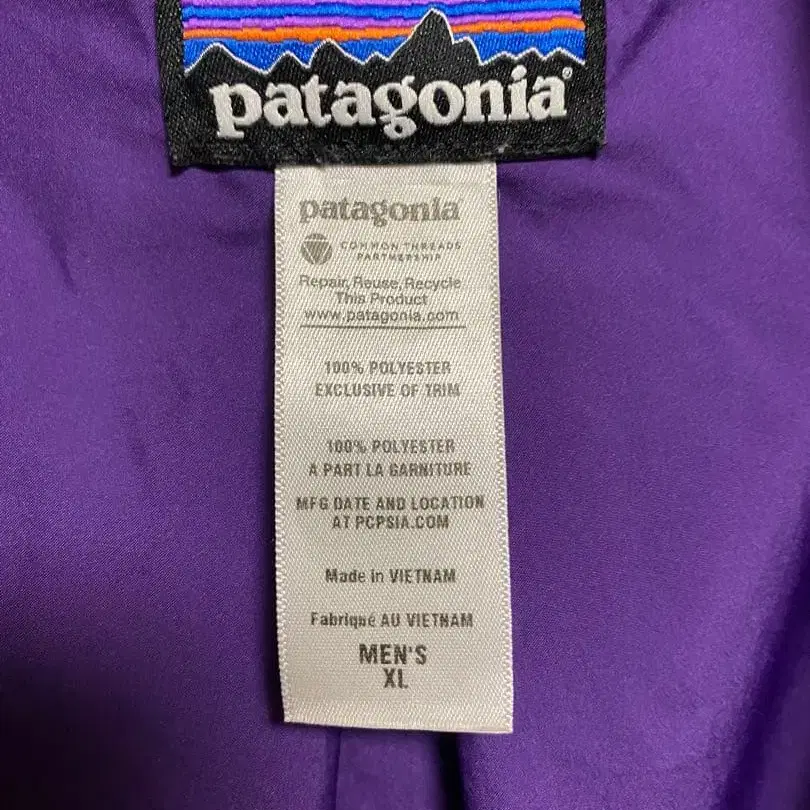 patagonia®
patagonia®
COMMON THREADS
PARTNERSHIP
Repair, Reuse, Recycle
This Product
www.patagonia.com
100% POLYESTER
EXCLUSIVE OF TRIM
100% POLYESTER
A PART LA GARNITURE
MFG DATE AND LOCATION
AT PCPSIA.COM
Made in VIETNAM
Fabriqué AU VIETNAM
MEN'S
XL